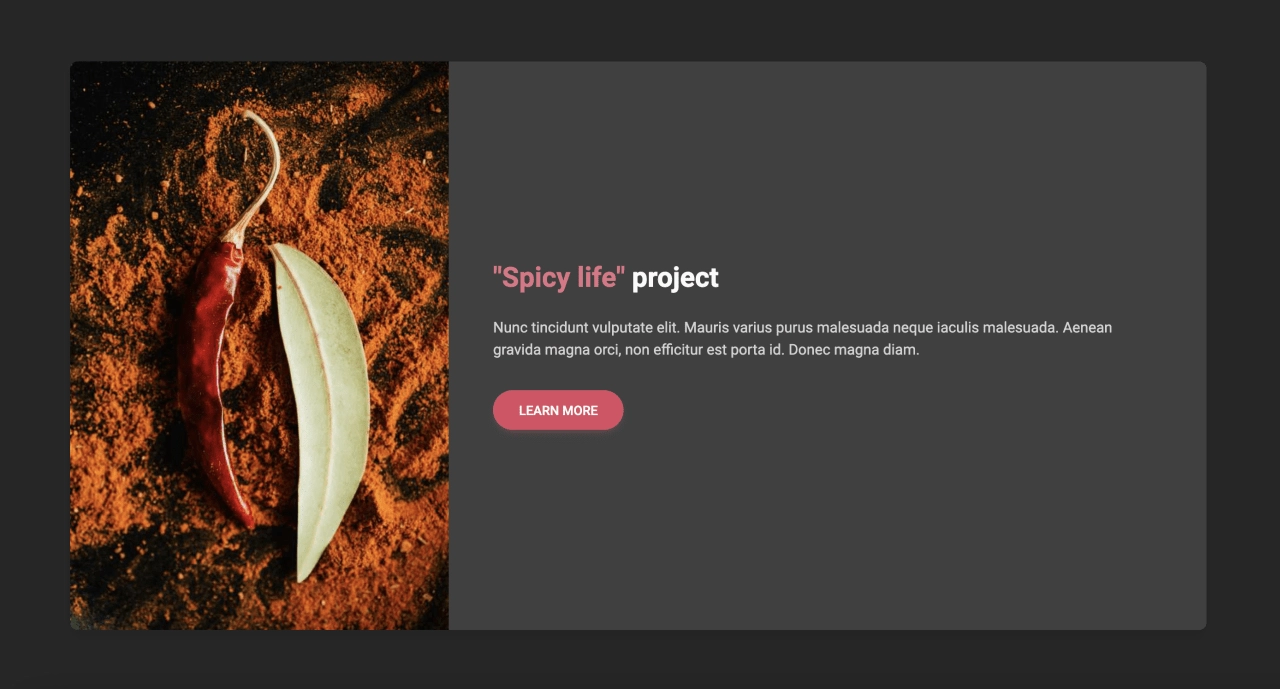 "Spicy life" project
Nunc tincidunt vulputate elit. Mauris varius purus malesuada neque iaculis malesuada. Aenean
gravida magna orci, non efficitur est porta id. Donec magna diam.
LEARN MORE